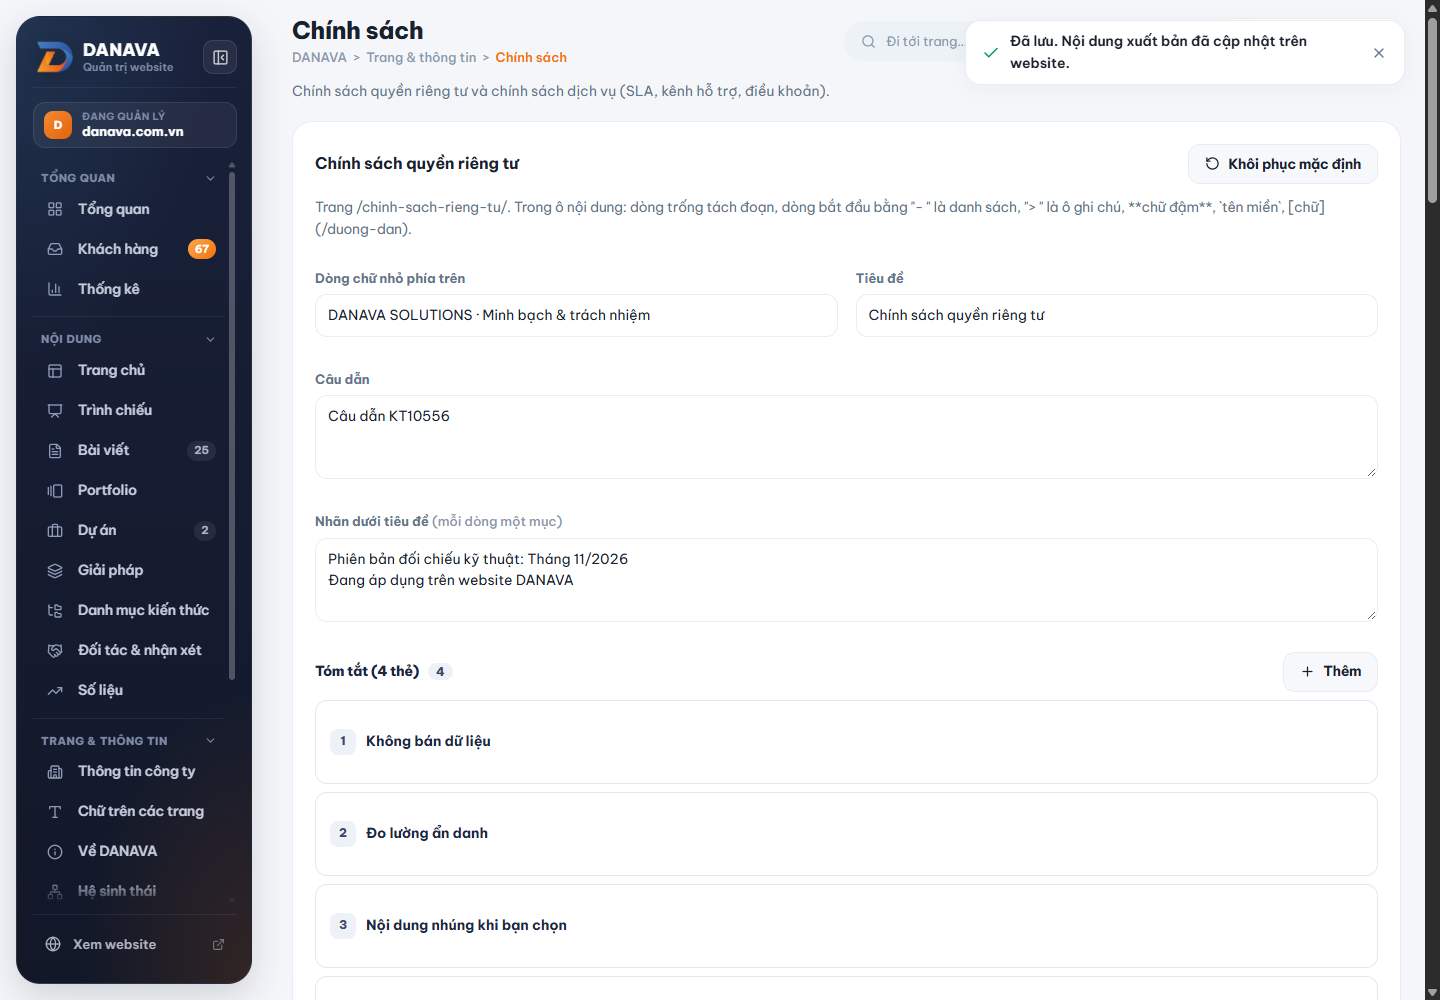 DANAVA
Quản trị website
ĐANG QUẢN LÝ
D
danava.com.vn
TỔNG QUAN
Tổng quan
Khách hàng
67
Thống kê
NỘI DUNG
Trang chủ
Trình chiếu
Bài viết
25
Portfolio
Dự án
2
Giải pháp
Danh mục kiến thức
Đối tác & nhận xét
Số liệu
TRANG & THÔNG TIN
Thông tin công ty
Chữ trên các trang
Về DANAVA
Hệ sinh thái
Xem website
Chính sách
DANAVA > Trang & thông tin > Chính sách
Chính sách quyền riêng tư và chính sách dịch vụ (SLA, kênh hỗ trợ, điều khoản).
Đi tới trang...
Đã lưu. Nội dung xuất bản đã cập nhật trên
website.
Chính sách quyền riêng tư
Khôi phục mặc định
Trang /chinh-sach-rieng-tu/. Trong ô nội dung: dòng trống tách đoạn, dòng bắt đầu bằng "- " là danh sách, "> " là ô ghi chú, **chữ đậm**, `tên miền`, [chữ]
(/duong-dan).
Dòng chữ nhỏ phía trên
DANAVA SOLUTIONS · Minh bạch & trách nhiệm
Tiêu đề
Chính sách quyền riêng tư
Câu dẫn
Câu dẫn KT10556
Nhãn dưới tiêu đề (mỗi dòng một mục)
Phiên bản đối chiếu kỹ thuật: Tháng 11/2026
Đang áp dụng trên website DANAVA
Tóm tắt (4 thẻ) 4
Thêm
1 Không bán dữ liệu
2 Đo lường ẩn danh
3 Nội dung nhúng khi bạn chọn